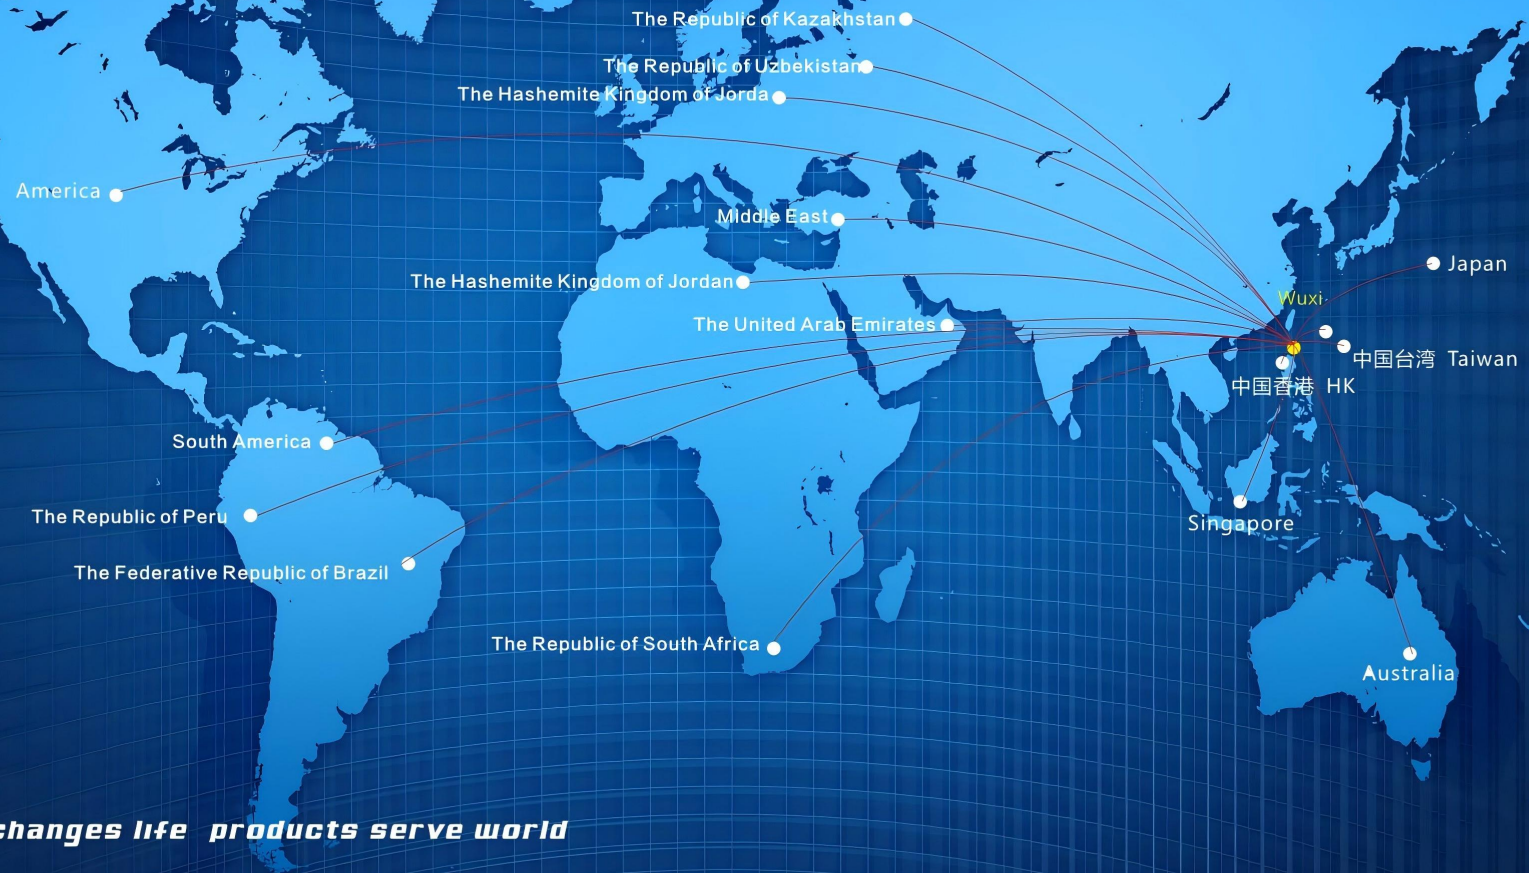 The Republic of Kazakhstan
The Republic of Uzbekistan
The Hashemite Kingdom of Jorda
America
Middle East
Japan
The Hashemite Kingdom of Jordan
Wuxi
The United Arab Emirates
中国台湾 Taiwan
中国香港 HK
South America
The Republic of Peru
Singapore
The Federative Republic of Brazil
The Republic of South Africa
Australia
changes life products serve world